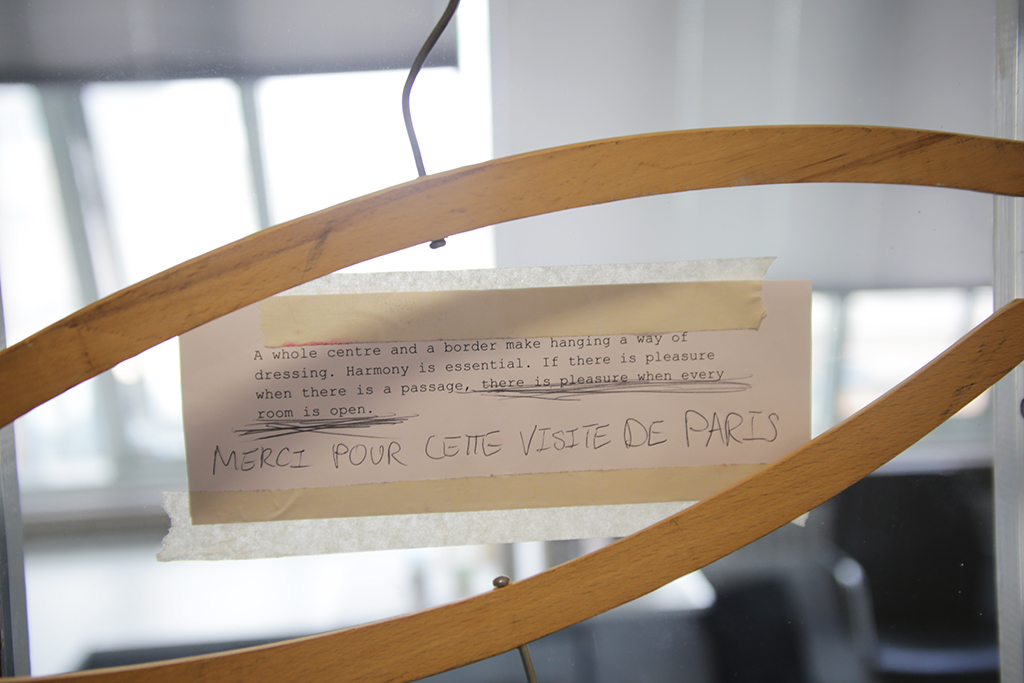 A whole centre and a border make hanging a way of
dressing. Harmony is essential. If there is pleasure
when there is a passage, there is pleasure when every
room is open.
MERCI POUR CETTE VISITE DE PARIS